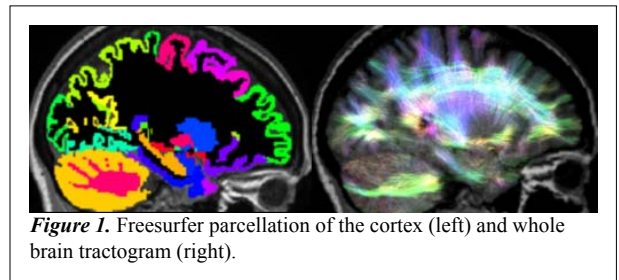 Figure 1. Freesurfer parcellation of the cortex (left) and whole
brain tractogram (right).